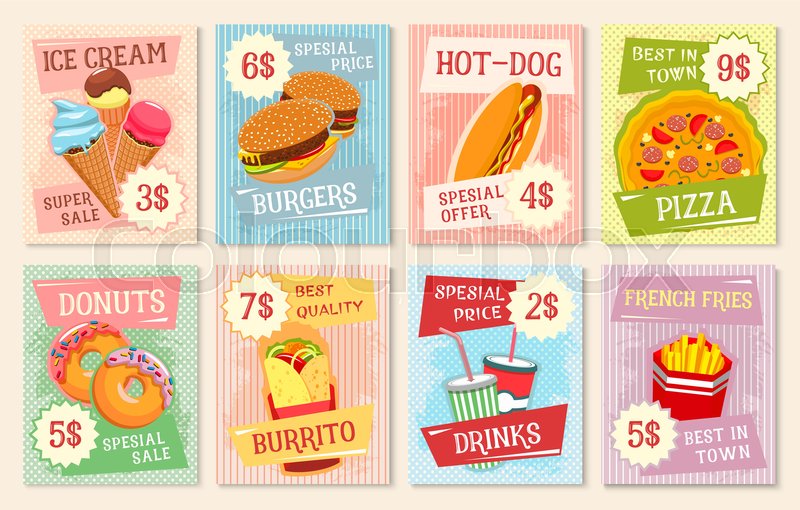 ICE CREAM
SUPER
SALE
3$
6$
SPESIAL
PRICE
BURGERS
HOT-DOG
SPESIAL
OFFER
4$
BEST IN
TOWN
9$
PIZZA
DONUTS
5$
SPESIAL
SALE
7$
BEST
QUALITY
BURRITO
SPESIAL
PRICE
2$
DRINKS
FRENCH FRIES
5$
BEST IN
TOWN
colourbox